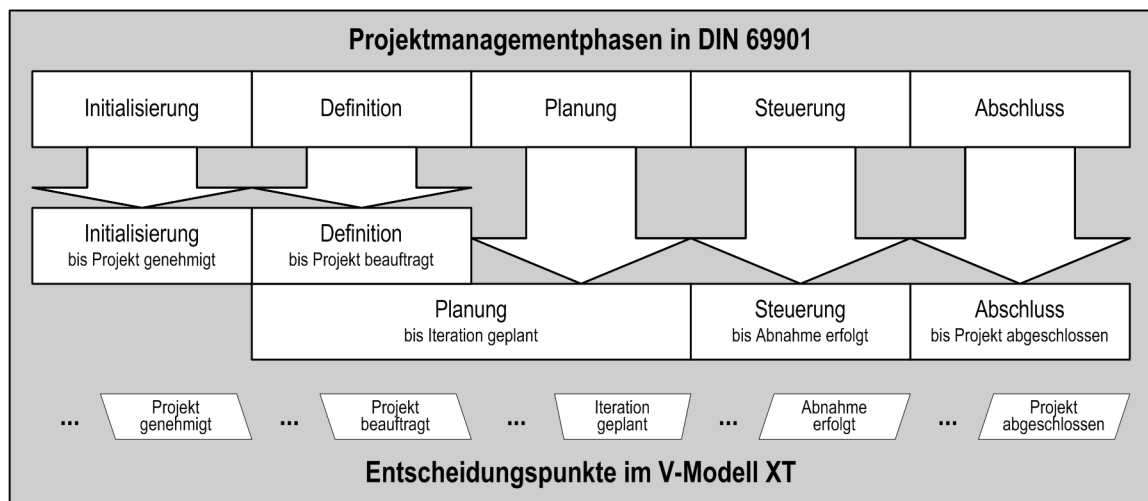 Projektmanagementphasen in DIN 69901
Initialisierung
Definition
Planung
Steuerung
Abschluss
Initialisierung
bis Projekt genehmigt
Definition
bis Projekt beauftragt
Planung
bis Iteration geplant
Steuerung
bis Abnahme erfolgt
Abschluss
bis Projekt abgeschlossen
...
Projekt
genehmigt
...
Projekt
beauftragt
...
Iteration
geplant
...
Abnahme
erfolgt
...
Projekt
abgeschlossen
Entscheidungspunkte im V-Modell XT